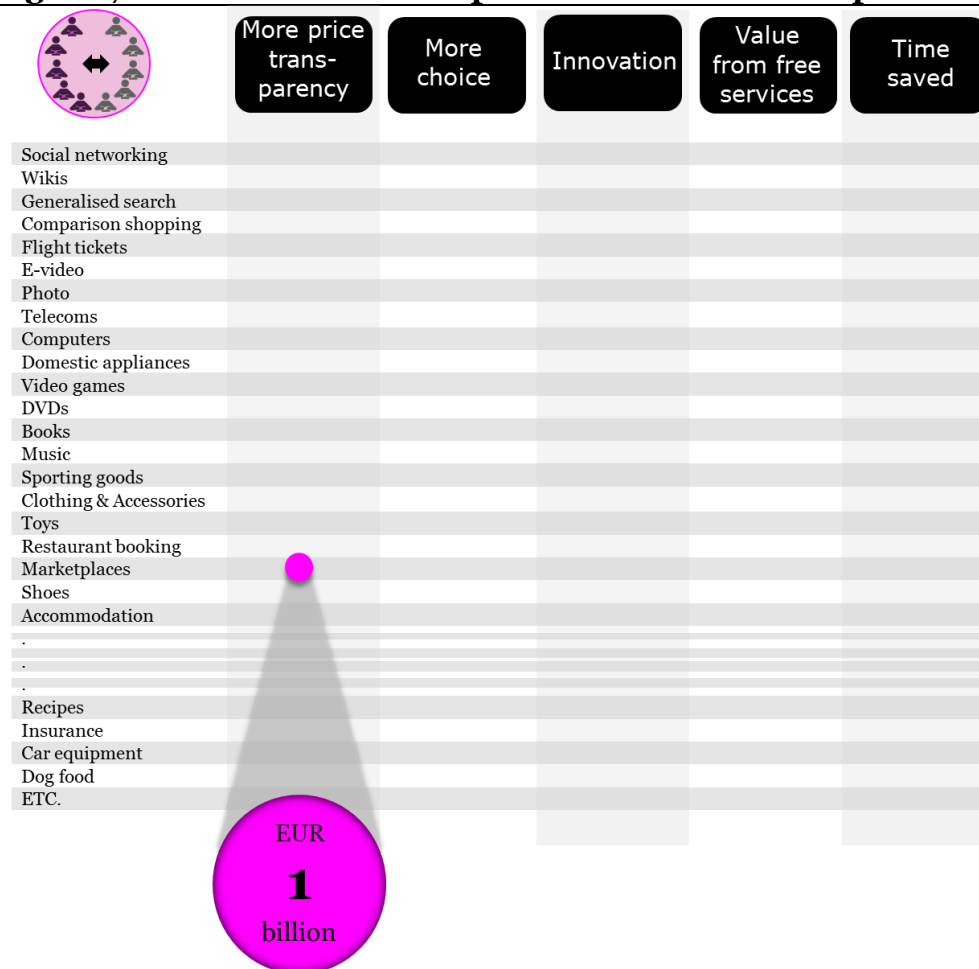 More price
trans-
parency
More
choice
Innovation
Value
from free
services
Time
saved
Social networking
Wikis
Generalised search
Comparison shopping
Flight tickets
E-video
Photo
Telecoms
Computers
Domestic appliances
Video games
DVDs
Books
Music
Sporting goods
Clothing & Accessories
Toys
Restaurant booking
Marketplaces
Shoes
Accommodation
.
.
.
Recipes
Insurance
Car equipment
Dog food
ETC.
EUR
1
billion